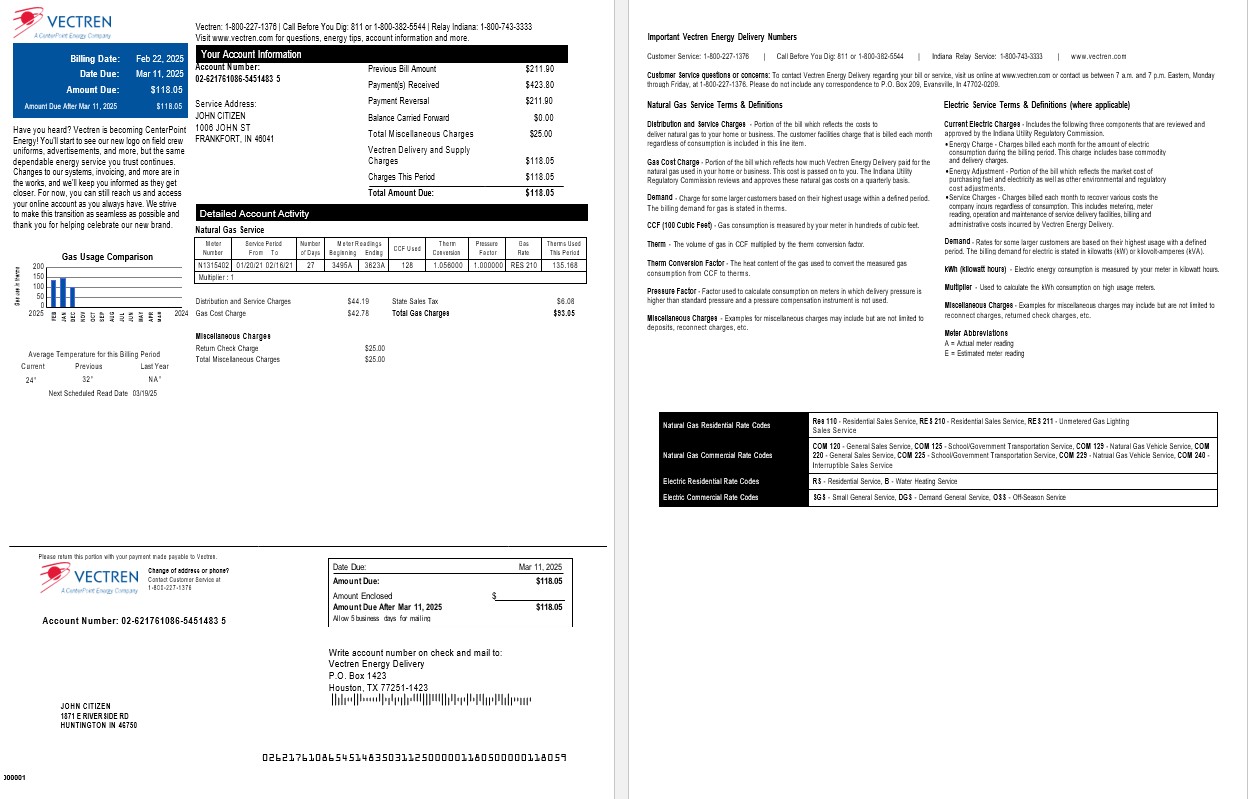 VECTREN
A CenterPoint Energy Company
Vectren: 1-800-227-1376 | Call Before You Dig: 811 or 1-800-382-5544 | Relay Indiana: 1-800-743-3333
Visit www.vectren.com for questions, energy tips, account information and more.
Billing Date: Feb 22, 2025
Date Due: Mar 11, 2025
Amount Due: $118.05
Amount Due After Mar 11, 2025 $118.05
Have you heard? Vectren is becoming CenterPoint
Energy! You'll start to see our new logo on field crew
uniforms, advertisements, and more, but the same
dependable energy service you trust continues.
Changes to our systems, invoicing, and more are in
the works, and we'll keep you informed as they get
closer. For now, you can still reach us and access
your online account as you always have. We strive
to make this transition as seamless as possible and
thank you for helping celebrate our new brand.
Gas Usage Comparison
Gas use in therms
200
150
100
50
0
2025 FEB JAN DEC NOV OCT SEP AUG JUL JUN MAY APR MAR 2024
Average Temperature for this Billing Period
Current Previous Last Year
24° 32° NA°
Next Scheduled Read Date 03/19/25
Your Account Information
Account Number:
02-621761086-5451483 5
Service Address:
JOHN CITIZEN
1006 JOHN ST
FRANKFORT, IN 46041
Previous Bill Amount $211.90
Payment(s) Received $423.80
Payment Reversal $211.90
Balance Carried Forward $0.00
Total Miscellaneous Charges $25.00
Vectren Delivery and Supply
Charges $118.05
Charges This Period $118.05
Total Amount Due: $118.05
Detailed Account Activity
Natural Gas Service
Meter Number Service Period From To Number of Days Meter Readings Beginning Ending CCF Used Therm Conversion Pressure Factor Gas Rate Therms Used This Period
N1315402 01/20/21 02/16/21 27 3495A 3623A 128 1.056000 1.000000 RES 210 135.168
Multiplier : 1
Distribution and Service Charges $44.19 State Sales Tax $6.08
Gas Cost Charge $42.78 Total Gas Charges $93.05
Miscellaneous Charges
Return Check Charge $25.00
Total Miscellaneous Charges $25.00
Please return this portion with your payment made payable to Vectren.
VECTREN
A CenterPoint Energy Company
Change of address or phone?
Contact Customer Service at
1-800-227-1376
Account Number: 02-621761086-5451483 5
Date Due: Mar 11, 2025
Amount Due: $118.05
Amount Enclosed $
Amount Due After Mar 11, 2025 $118.05
Allow 5 business days for mailing
Write account number on check and mail to:
Vectren Energy Delivery
P.O. Box 1423
Houston, TX 77251-1423
JOHN CITIZEN
1871 E RIVERSIDE RD
HUNTINGTON IN 46750
026217610865451483503112500000118050000011 8059
000001
Important Vectren Energy Delivery Numbers
Customer Service: 1-800-227-1376 | Call Before You Dig: 811 or 1-800-382-5544 | Indiana Relay Service: 1-800-743-3333 | www.vectren.com
Customer Service questions or concerns: To contact Vectren Energy Delivery regarding your bill or service, visit us online at www.vectren.com or contact us between 7 a.m. and 7 p.m. Eastern, Monday
through Friday, at 1-800-227-1376. Please do not include any correspondence to P.O. Box 209, Evansville, In 47702-0209.
Natural Gas Service Terms & Definitions
Distribution and Service Charges - Portion of the bill which reflects the costs to
deliver natural gas to your home or business. The customer facilities charge that is billed each month
regardless of consumption is included in this line item.
Gas Cost Charge - Portion of the bill which reflects how much Vectren Energy Delivery paid for the
natural gas used in your home or business. This cost is passed on to you. The Indiana Utility
Regulatory Commission reviews and approves these natural gas costs on a quarterly basis.
Demand - Charge for some larger customers based on their highest usage within a defined period.
The billing demand for gas is stated in therms.
CCF (100 Cubic Feet) - Gas consumption is measured by your meter in hundreds of cubic feet.
Therm - The volume of gas in CCF multiplied by the therm conversion factor.
Therm Conversion Factor - The heat content of the gas used to convert the measured gas
consumption from CCF to therms.
Pressure Factor - Factor used to calculate consumption on meters in which delivery pressure is
higher than standard pressure and a pressure compensation instrument is not used.
Miscellaneous Charges - Examples for miscellaneous charges may include but are not limited to
deposits, reconnect charges, etc.
Electric Service Terms & Definitions (where applicable)
Current Electric Charges - Includes the following three components that are reviewed and
approved by the Indiana Utility Regulatory Commission.
• Energy Charge - Charges billed each month for the amount of electric
consumption during the billing period. This charge includes base commodity
and delivery charges.
• Energy Adjustment - Portion of the bill which reflects the market cost of
purchasing fuel and electricity as well as other environmental and regulatory
cost adjustments.
• Service Charges - Charges billed each month to recover various costs the
company incurs regardless of consumption. This includes metering, meter
reading, operation and maintenance of service delivery facilities, billing and
administrative costs incurred by Vectren Energy Delivery.
Demand - Rates for some larger customers are based on their highest usage with a defined
period. The billing demand for electric is stated in kilowatts (kW) or kilovolt-amperes (kVA).
kWh (kilowatt hours) - Electric energy consumption is measured by your meter in kilowatt hours.
Multiplier - Used to calculate the kWh consumption on high usage meters.
Miscellaneous Charges - Examples for miscellaneous charges may include but are not limited to
reconnect charges, returned check charges, etc.
Meter Abbreviations
A = Actual meter reading
E = Estimated meter reading
Natural Gas Residential Rate Codes
Res 110 - Residential Sales Service, RES 210 - Residential Sales Service, RES 211 - Unmetered Gas Lighting
Sales Service
Natural Gas Commercial Rate Codes
COM 120 - General Sales Service, COM 125 - School/Government Transportation Service, COM 129 - Natural Gas Vehicle Service, COM
220 - General Sales Service, COM 225 - School/Government Transportation Service, COM 229 - Natrual Gas Vehicle Service, COM 240 -
Interruptible Sales Service
Electric Residential Rate Codes
RS - Residential Service, B - Water Heating Service
Electric Commercial Rate Codes
SGS - Small General Service, DGS - Demand General Service, OSS - Off-Season Service